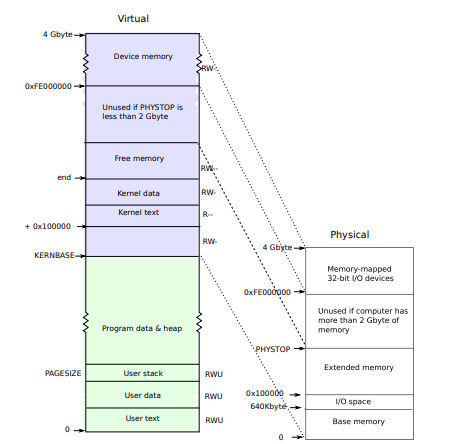 Virtual
4 Gbyte
Device memory
RW-
0xFE000000
Unused if PHYSTOP is
less than 2 Gbyte
Free memory
RW--
end
Kernel data
RW-
Kernel text
R--
+ 0x100000
RW-
KERNBASE
Program data & heap
PAGESIZE
User stack
RWU
User data
RWU
User text
RWU
0
Physical
4 Gbyte
Memory-mapped
32-bit I/O devices
0xFE000000
Unused if computer has
more than 2 Gbyte of
memory
PHYSTOP
Extended memory
0x100000
I/O space
640Kbyte
Base memory
0